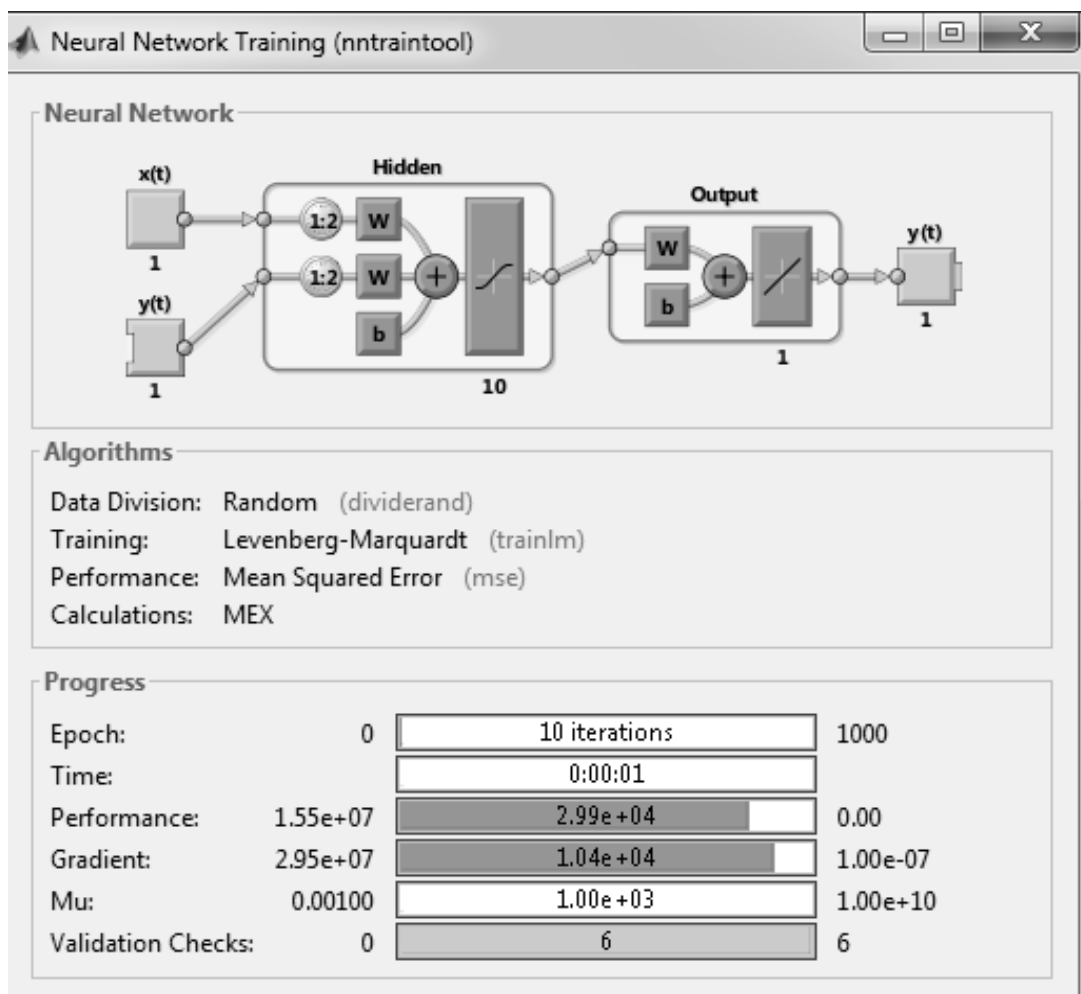 Neural Network Training (nntraintool)
Neural Network
x(t)
1
y(t)
1
Hidden
1:2 W
1:2 W
b
+
10
Output
W
b
+
1
y(t)
1
Algorithms
Data Division: Random (dividerand)
Training: Levenberg-Marquardt (trainlm)
Performance: Mean Squared Error (mse)
Calculations: MEX
Progress
Epoch: 0 10 iterations 1000
Time: 0:00:01
Performance: 1.55e+07 2.99e+04 0.00
Gradient: 2.95e+07 1.04e+04 1.00e-07
Mu: 0.00100 1.00e+03 1.00e+10
Validation Checks: 0 6 6